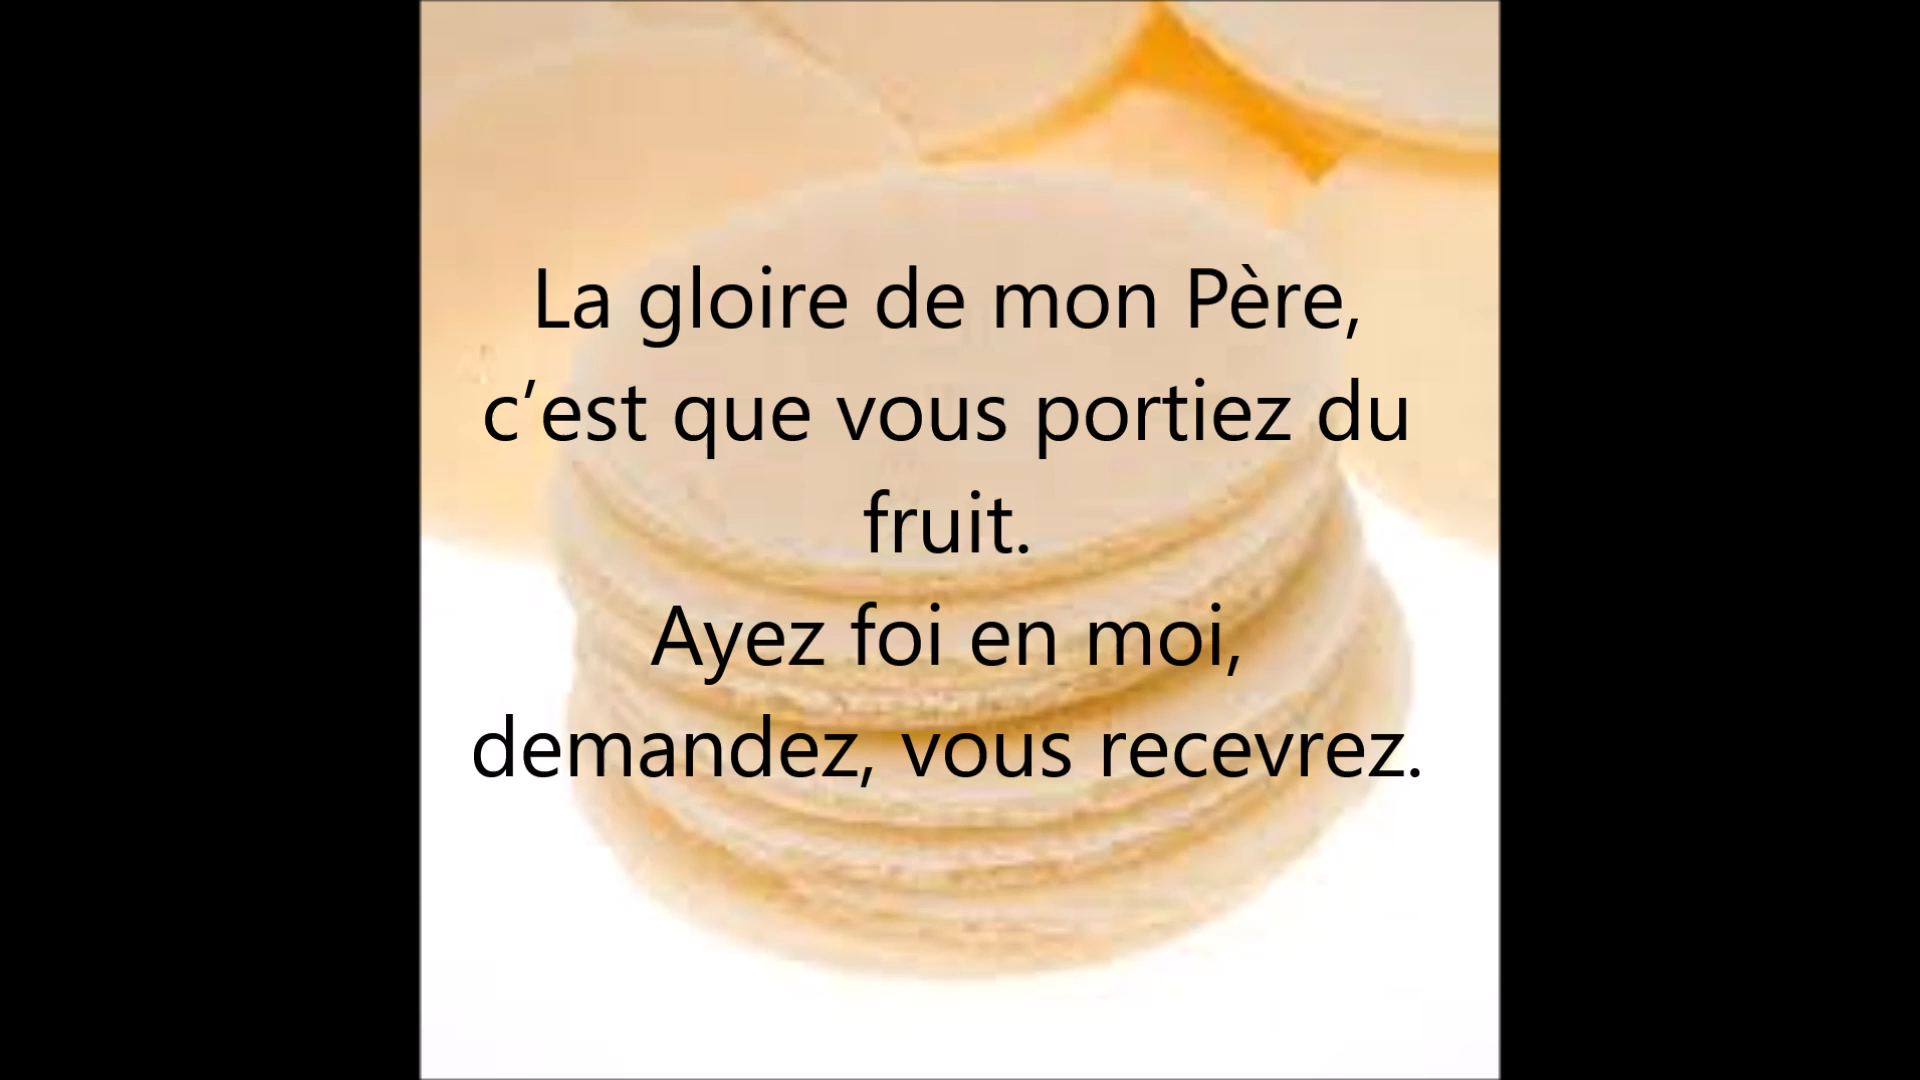 La gloire de mon Père,
c’est que vous portiez du
fruit.
Ayez foi en moi,
demandez, vous recevrez.